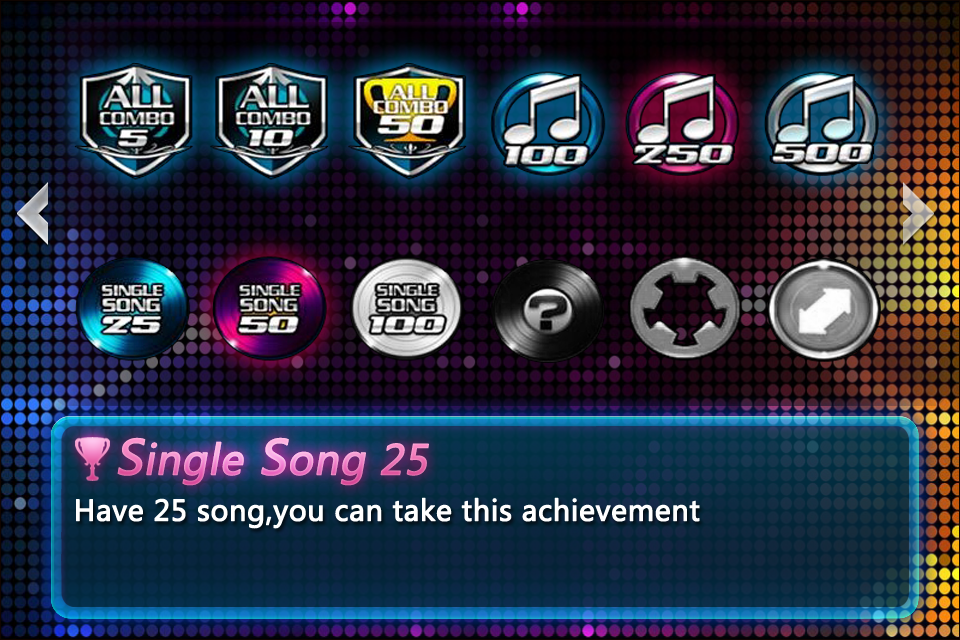 ALL COMBO 5
ALL COMBO 10
ALL COMBO 50
100
250
500
SINGLE SONG 25
SINGLE SONG 50
SINGLE SONG 100
?
Single Song 25
Have 25 song,you can take this achievement